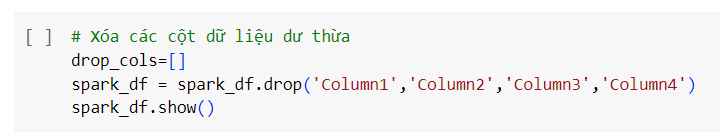 [ ] # Xóa các cột dữ liệu dư thừa
drop_cols=[]
spark_df = spark_df.drop('Column1','Column2','Column3','Column4')
spark_df.show()